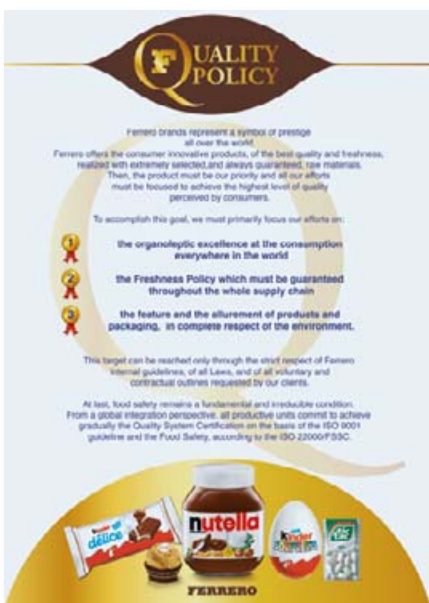 QUALITY
POLICY
Ferrero brands represent a symbol of prestige
all over the world.
Ferrero offers the consumer innovative products, of the best quality and freshness,
realized with extremely selected,and always guaranteed, raw materials.
Then, the product must be our priority and all our efforts
must be focused to achieve the highest level of quality
perceived by consumers.
To accomplish this goal, we must primarily focus our efforts on:
1 the organoleptic excellence at the consumption
everywhere in the world
2 the Freshness Policy which must be guaranteed
throughout the whole supply chain
3 the feature and the allurement of products and
packaging, in complete respect of the environment.
This target can be reached only through the strict respect of Ferrero
internal guidelines, of all Laws, and of all voluntary and
contractual outlines requested by our clients.
At last, food safety remains a fundamental and irreducible condition.
From a global integration perspective, all productive units commit to achieve
gradually the Quality System Certification on the basis of the ISO 9001
guideline and the Food Safety, according to the ISO 22000/FSSC.
kinder
délice
nutella
kinder
tic tac
FERRERO